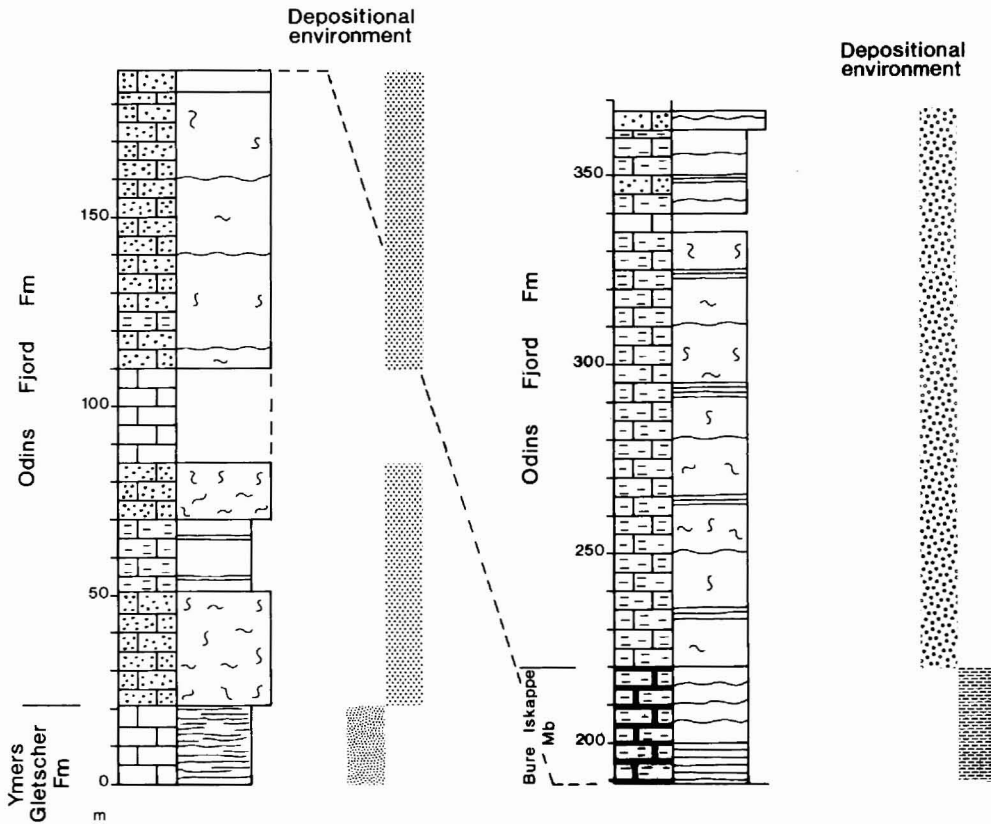 Depositional
environment
150
100
50
0
m
Odins Fjord Fm
Ymers
Gletscher
Fm
Depositional
environment
350
300
250
200
Odins Fjord Fm
Bure Iskappe
Mb